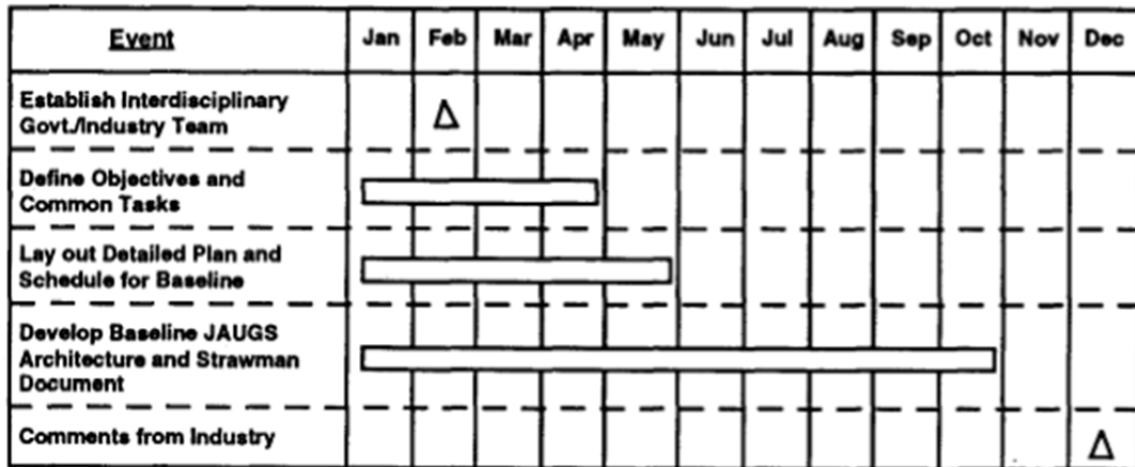 Event Jan Feb Mar Apr May Jun Jul Aug Sep Oct Nov Dec
Establish Interdisciplinary
Govt./Industry Team
Define Objectives and
Common Tasks
Lay out Detailed Plan and
Schedule for Baseline
Develop Baseline JAUGS
Architecture and Strawman
Document
Comments from Industry